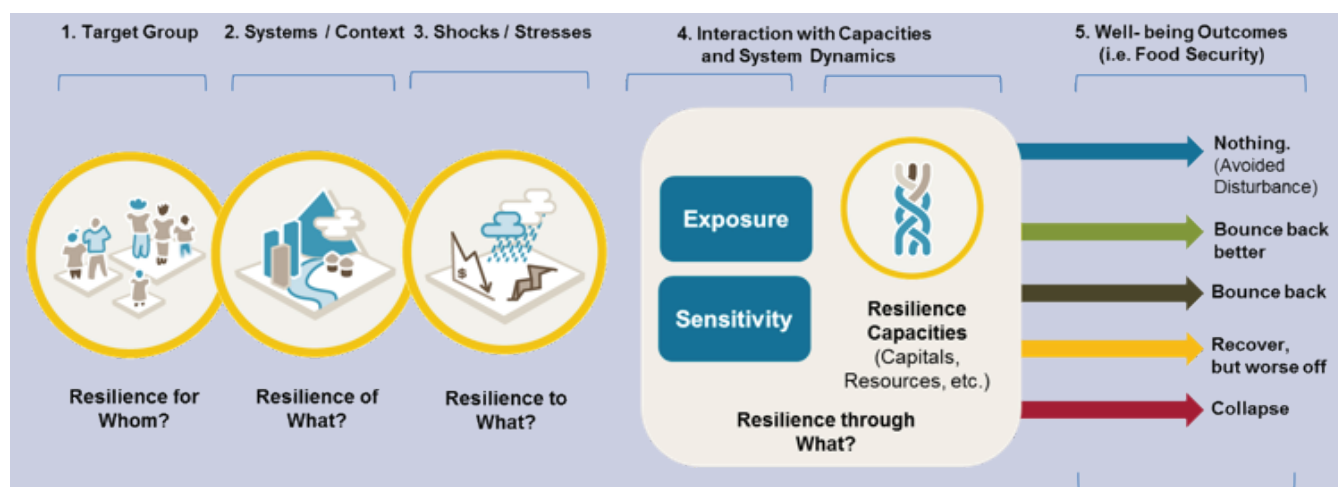 1. Target Group
2. Systems / Context
3. Shocks / Stresses
4. Interaction with Capacities
and System Dynamics
5. Well- being Outcomes
(i.e. Food Security)
$
Resilience for
Whom?
Resilience of
What?
Resilience to
What?
Exposure
Sensitivity
Resilience
Capacities
(Capitals,
Resources, etc.)
Resilience through
What?
Nothing.
(Avoided
Disturbance)
Bounce back
better
Bounce back
Recover,
but worse off
Collapse